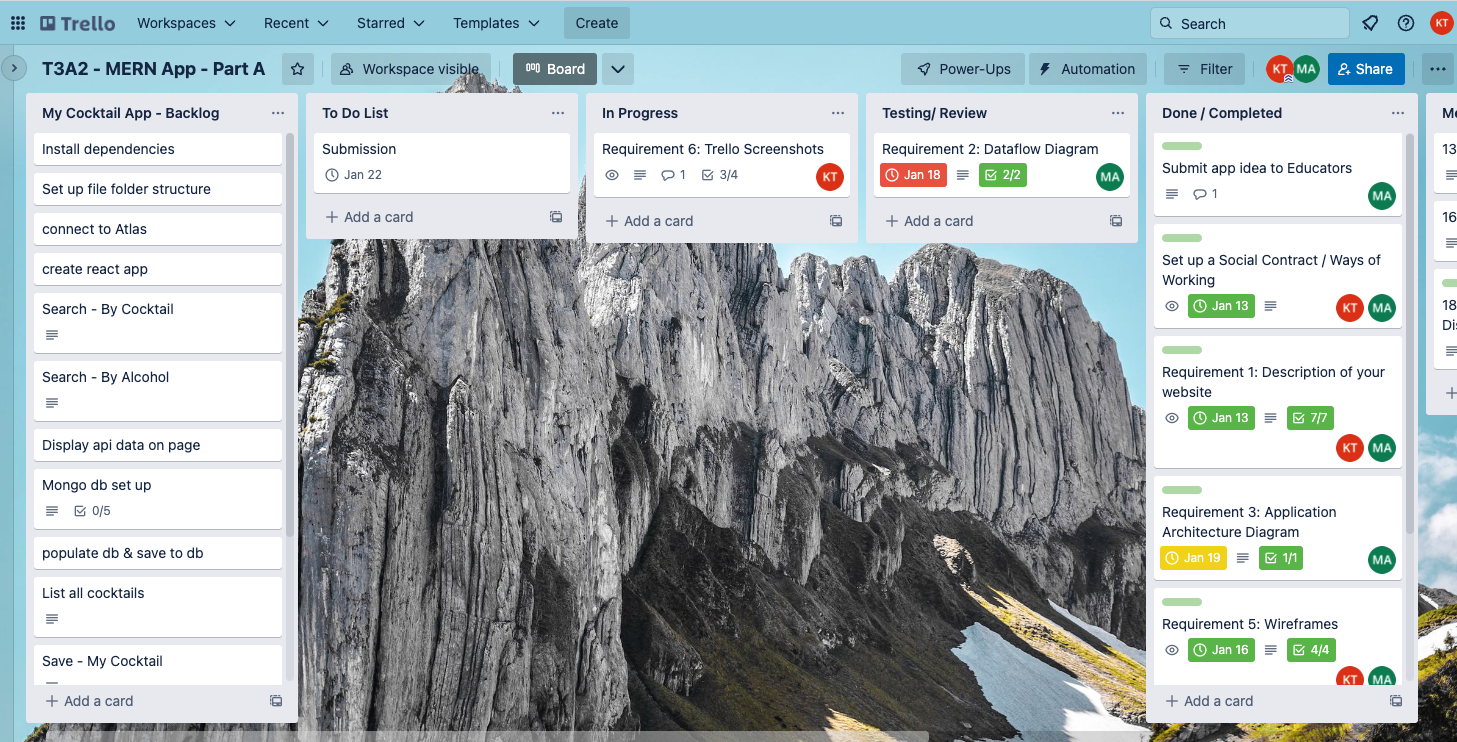 Trello
Workspaces
Recent
Starred
Templates
Create
Search
KT
T3A2 - MERN App - Part A
Workspace visible
Board
Power-Ups
Automation
Filter
KT
MA
Share
My Cocktail App - Backlog
Install dependencies
Set up file folder structure
connect to Atlas
create react app
Search - By Cocktail
Search - By Alcohol
Display api data on page
Mongo db set up
0/5
populate db & save to db
List all cocktails
Save - My Cocktail
Add a card
To Do List
Submission
Jan 22
Add a card
In Progress
Requirement 6: Trello Screenshots
1
3/4
KT
Add a card
Testing/ Review
Requirement 2: Dataflow Diagram
Jan 18
2/2
MA
Add a card
Done / Completed
Submit app idea to Educators
1
MA
Set up a Social Contract / Ways of
Working
Jan 13
KT
MA
Requirement 1: Description of your
website
Jan 13
7/7
KT
MA
Requirement 3: Application
Architecture Diagram
Jan 19
1/1
MA
Requirement 5: Wireframes
Jan 16
4/4
KT
MA
Add a card
13
16
18